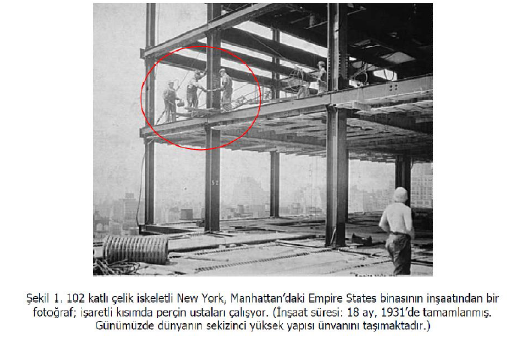 Şekil 1. 102 katlı çelik iskeletli New York, Manhattan'daki Empire States binasının inşaatından bir
fotoğraf; işaretli kısımda perçin ustaları çalışıyor. (İnşaat süresi: 18 ay, 1931'de tamamlanmış.
Günümüzde dünyanın sekizinci yüksek yapısı ünvanını taşımaktadır.)